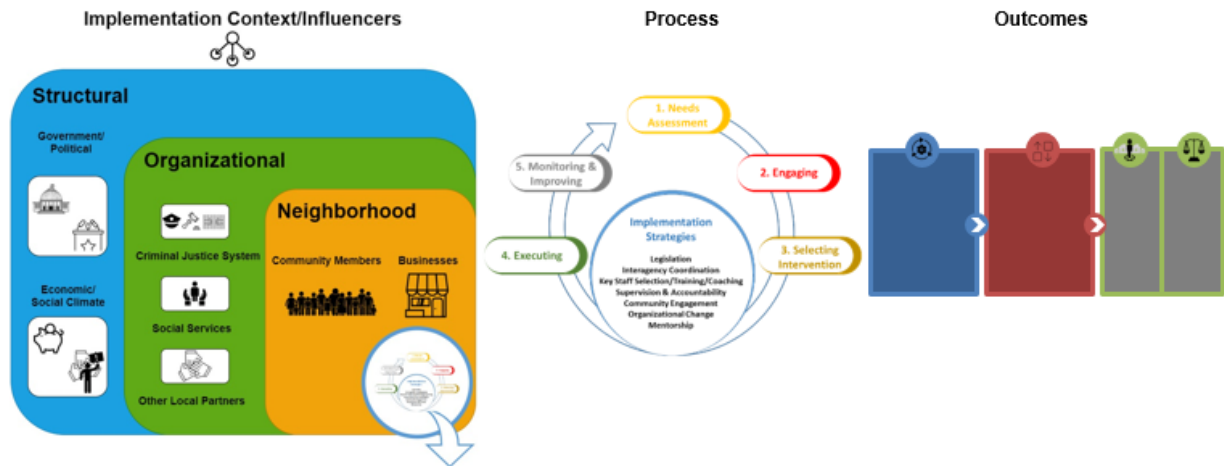 Implementation Context/Influencers
Structural
Government/
Political
Economic/
Social Climate
Organizational
Criminal Justice System
Social Services
Other Local Partners
Neighborhood
Community Members
Businesses
Process
1. Needs
Assessment
2. Engaging
3. Selecting
Intervention
4. Executing
5. Monitoring &
Improving
Implementation
Strategies
Legislation
Interagency Coordination
Key Staff Selection/Training/Coaching
Supervision & Accountability
Community Engagement
Organizational Change
Mentorship
Outcomes